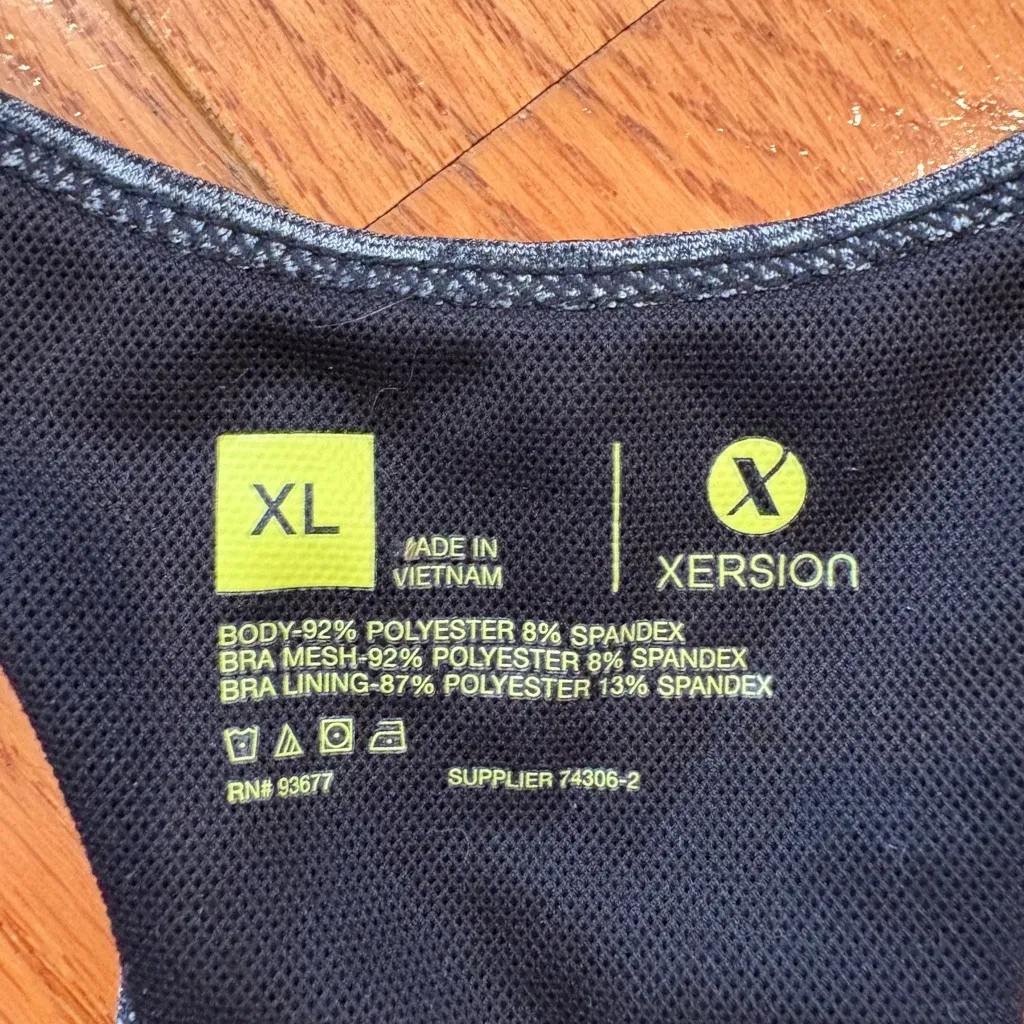 XL
MADE IN
VIETNAM
X
XERSION
BODY-92% POLYESTER 8% SPANDEX
BRA MESH-92% POLYESTER 8% SPANDEX
BRA LINING-87% POLYESTER 13% SPANDEX
RN# 93677
SUPPLIER 74306-2